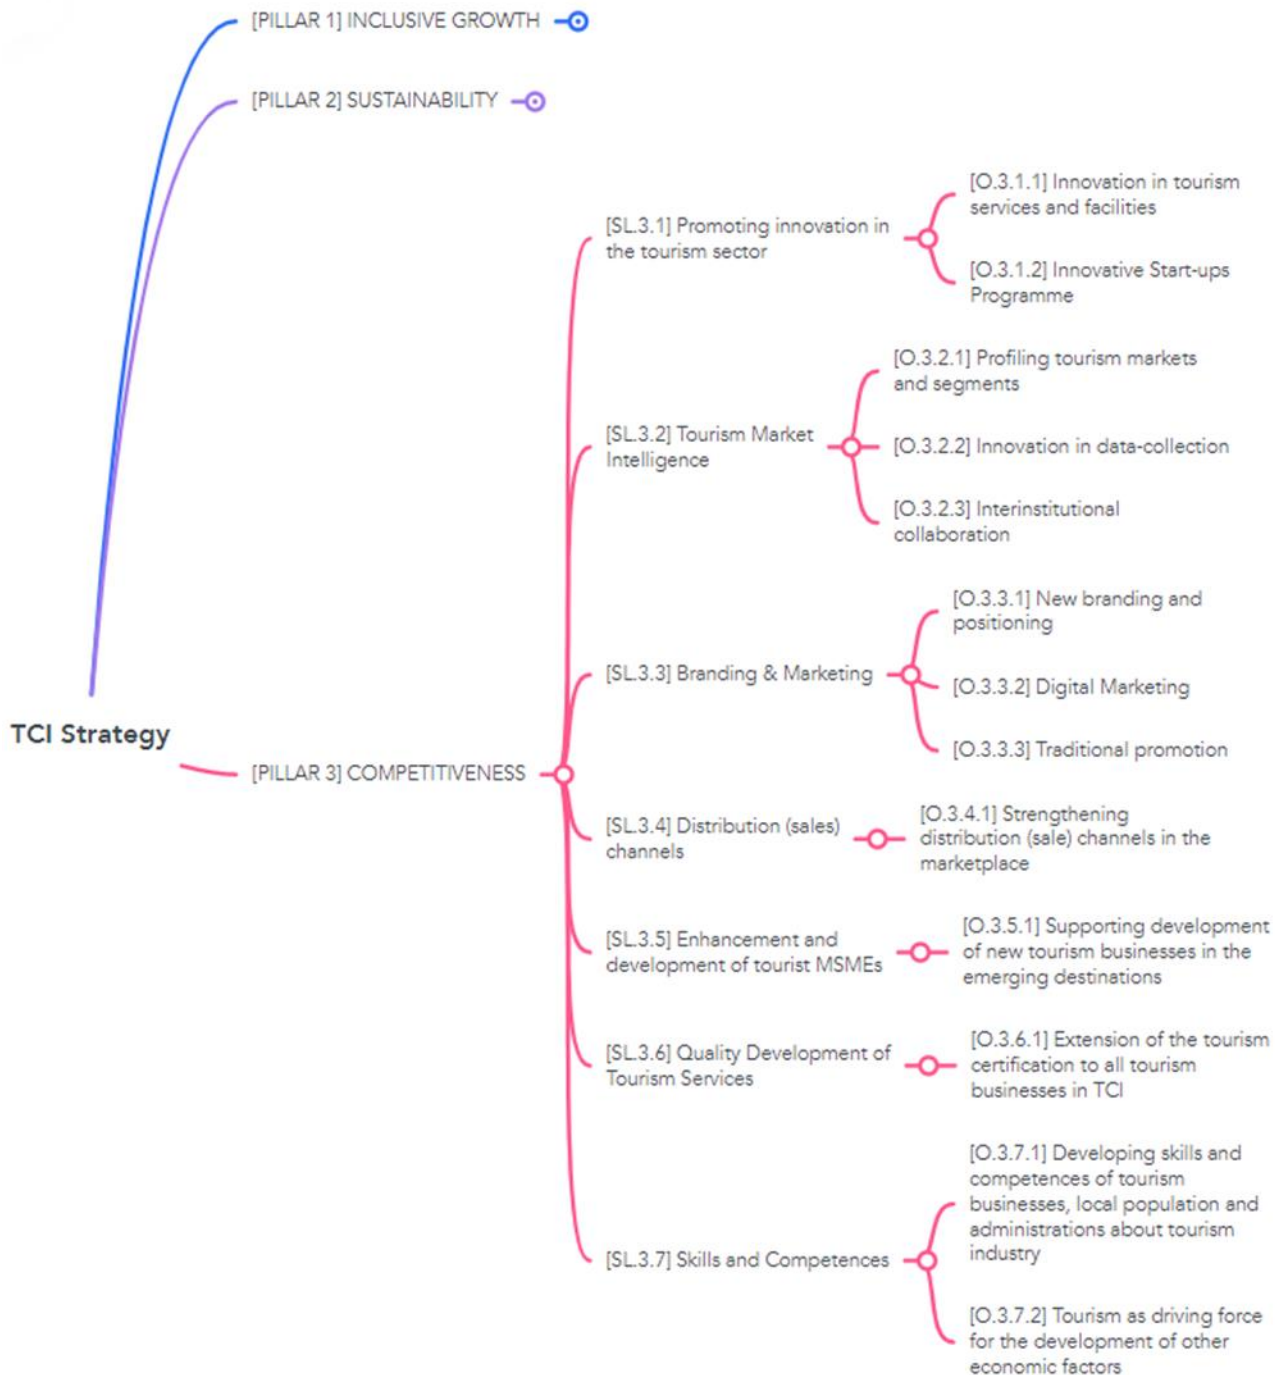 [PILLAR 1] INCLUSIVE GROWTH
[PILLAR 2] SUSTAINABILITY
TCI Strategy
[PILLAR 3] COMPETITIVENESS
[SL.3.1] Promoting innovation in
the tourism sector
[O.3.1.1] Innovation in tourism
services and facilities
[O.3.1.2] Innovative Start-ups
Programme
[SL.3.2] Tourism Market
Intelligence
[O.3.2.1] Profiling tourism markets
and segments
[O.3.2.2] Innovation in data-collection
[O.3.2.3] Interinstitutional
collaboration
[SL.3.3] Branding & Marketing
[O.3.3.1] New branding and
positioning
[O.3.3.2] Digital Marketing
[O.3.3.3] Traditional promotion
[SL.3.4] Distribution (sales)
channels
[O.3.4.1] Strengthening
distribution (sale) channels in the
marketplace
[SL.3.5] Enhancement and
development of tourist MSMEs
[O.3.5.1] Supporting development
of new tourism businesses in the
emerging destinations
[SL.3.6] Quality Development of
Tourism Services
[O.3.6.1] Extension of the tourism
certification to all tourism
businesses in TCI
[SL.3.7] Skills and Competences
[O.3.7.1] Developing skills and
competences of tourism
businesses, local population and
administrations about tourism
industry
[O.3.7.2] Tourism as driving force
for the development of other
economic factors